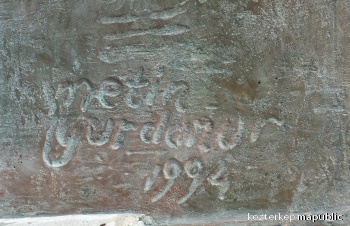 metin
Yurdanur
1994
kozterkep mapublic